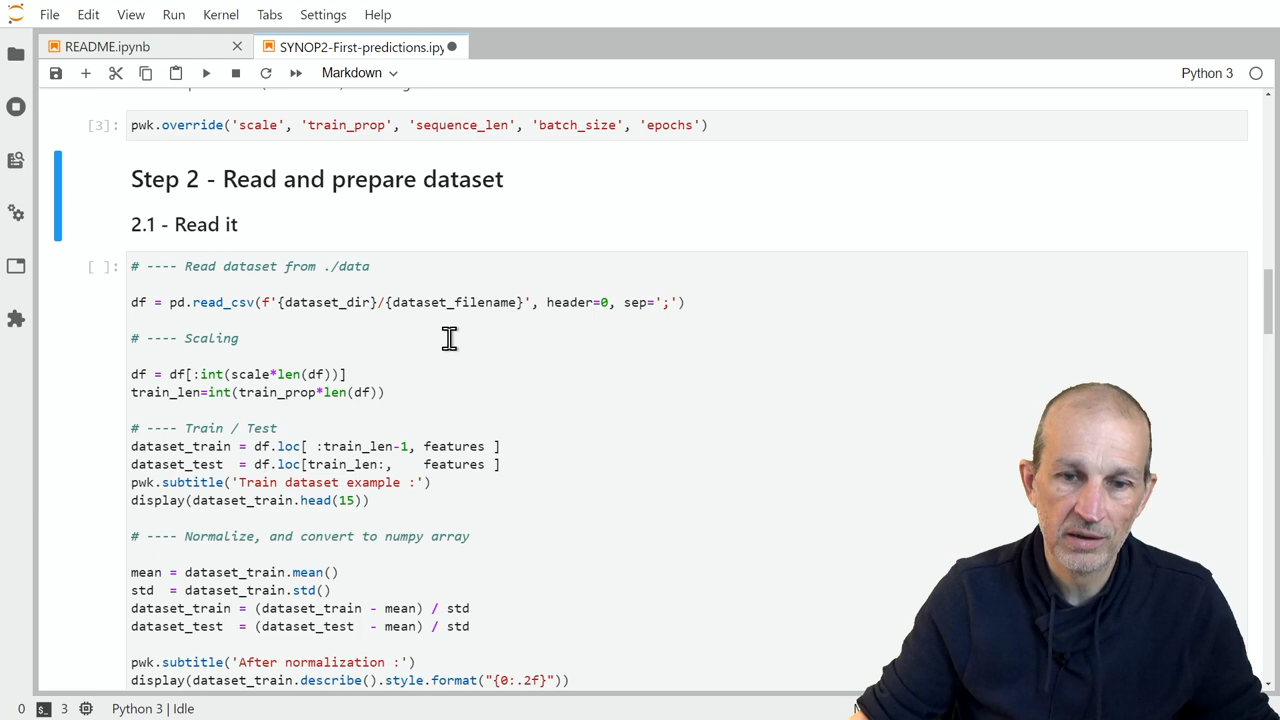 File Edit View Run Kernel Tabs Settings Help
README.ipynb
SYNOP2-First-predictions.ipy
Markdown
Python 3
[3]: pwk.override('scale', 'train_prop', 'sequence_len', 'batch_size', 'epochs')
Step 2 - Read and prepare dataset
2.1 - Read it
[ ]: # ---- Read dataset from ./data
df = pd.read_csv(f'{dataset_dir}/{dataset_filename}', header=0, sep=';')
# ---- Scaling
df = df[:int(scale*len(df))]
train_len=int(train_prop*len(df))
# ---- Train / Test
dataset_train = df.loc[ :train_len-1, features ]
dataset_test  = df.loc[train_len:,    features ]
pwk.subtitle('Train dataset example :')
display(dataset_train.head(15))
# ---- Normalize, and convert to numpy array
mean = dataset_train.mean()
std  = dataset_train.std()
dataset_train = (dataset_train - mean) / std
dataset_test  = (dataset_test  - mean) / std
pwk.subtitle('After normalization :')
display(dataset_train.describe().style.format("{0:.2f}"))
0 3 Python 3 | Idle